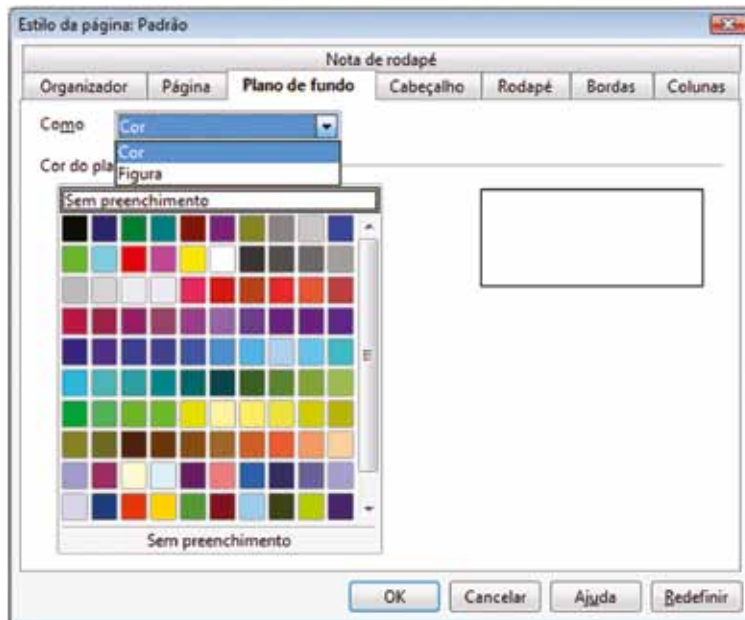 Estilo da página: Padrão
Nota de rodapé
Organizador Página Plano de fundo Cabeçalho Rodapé Bordas Colunas
Como Cor
Cor
Cor do pla
Figura
Sem preenchimento
Sem preenchimento
OK Cancelar Ajuda Redefinir